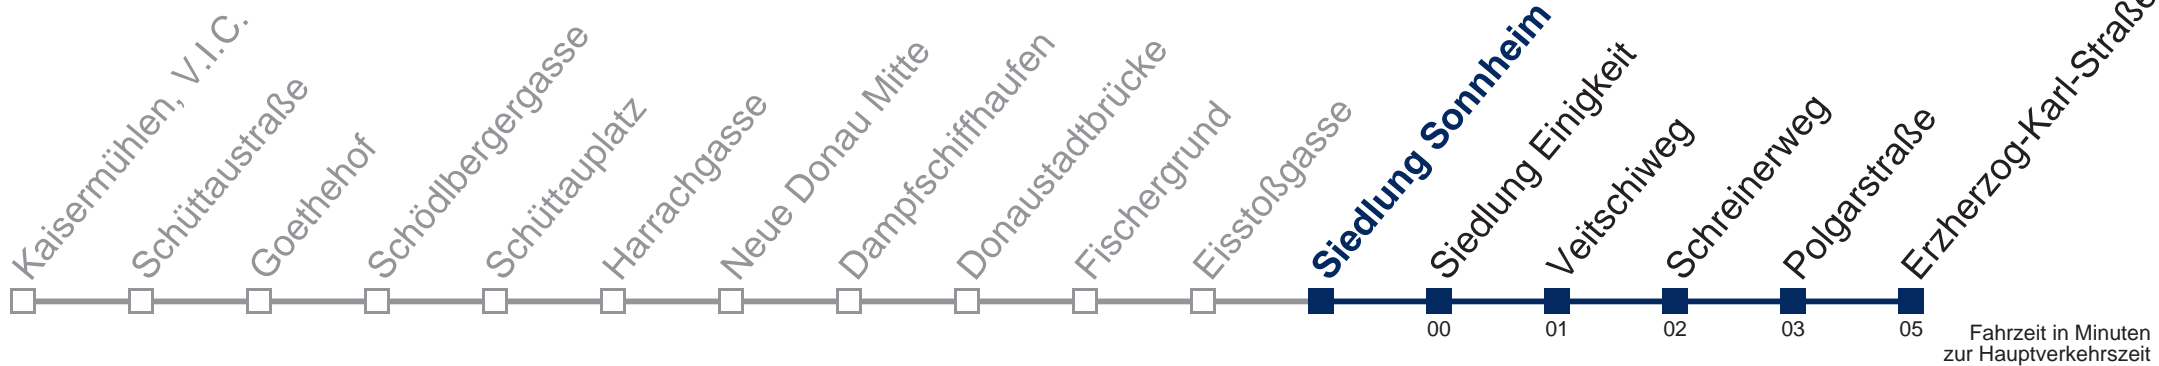 Kaisermühlen, V.I.C.
Schüttaustraße
Goethehof
Schödlbergergasse
Schüttauplatz
Harrachgasse
Neue Donau Mitte
Dampfschiffhaufen
Donaustadtbrücke
Fischergrund
Eisstoßgasse
Siedlung Sonnheim
Siedlung Einigkeit
Veitschiweg
Schreinerweg
Polgarstraße
Erzherzog-Karl-Straße
00
01
02
03
05
Fahrzeit in Minuten
zur Hauptverkehrszeit